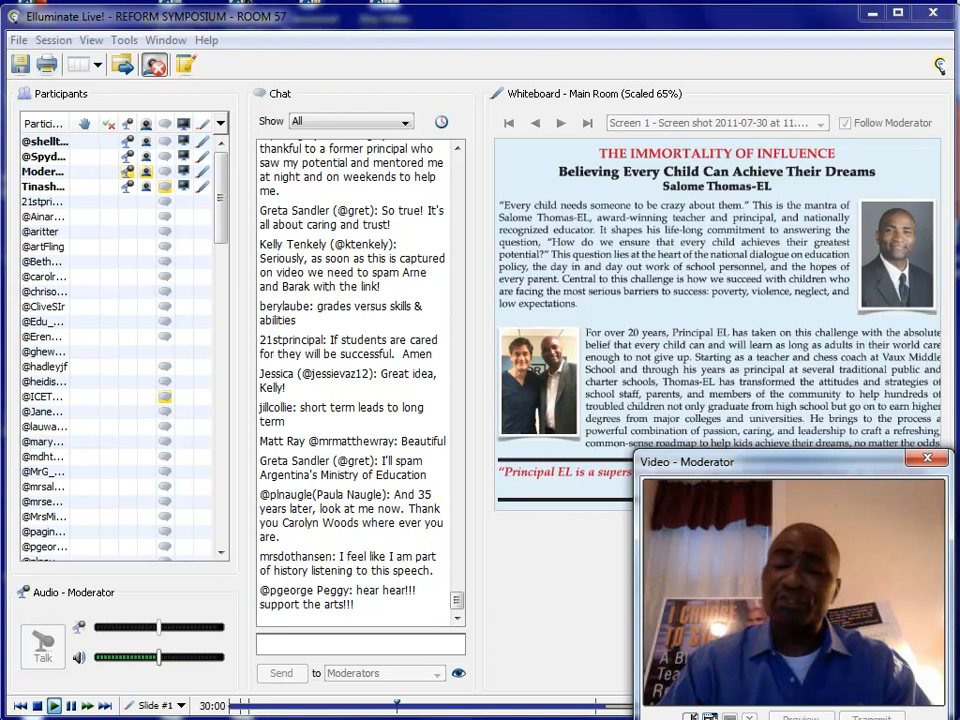 Elluminate Live! - REFORM SYMPOSIUM - ROOM 57
File Session View Tools Window Help
Participants
Partici...
@shellt...
@Spyd...
Moder...
Tinash...
21stpri...
@Ainar...
@aritter
@artFling
@Beth...
@carolr...
@chriso...
@CliveSir
@Edu_...
@Eren...
@ghew...
@hadleyjf
@heidis...
@ICET...
@Jane...
@lauwa...
@mary...
@mdht...
@MrG_...
@mrsal...
@mrse...
@MrsMi...
@pagin...
@pgeor...
Audio - Moderator
Talk
Chat
Show All
thankful to a former principal who
saw my potential and mentored me
at night and on weekends to help
me.
Greta Sandler (@gret): So true! It's
all about caring and trust!
Kelly Tenkely (@ktenkely):
Seriously, as soon as this is captured
on video we need to spam Arne
and Barak with the link!
berylaube: grades versus skills &
abilities
21stprincipal: If students are cared
for they will be successful. Amen
Jessica (@jessievaz12): Great idea,
Kelly!
jillcollie: short term leads to long
term
Matt Ray @mrmatthewray: Beautiful
Greta Sandler (@gret): I'll spam
Argentina's Ministry of Education
@plnaugle(Paula Naugle): And 35
years later, look at me now. Thank
you Carolyn Woods where ever you
are.
mrsdothansen: I feel like I am part
of history listening to this speech.
@pgeorge Peggy: hear hear!!!
support the arts!!!
Send to Moderators
Whiteboard - Main Room (Scaled 65%)
Screen 1 - Screen shot 2011-07-30 at 11....
Follow Moderator
THE IMMORTALITY OF INFLUENCE
Believing Every Child Can Achieve Their Dreams
Salome Thomas-EL
“Every child needs someone to be crazy about them.” This is the mantra of
Salome Thomas-EL, award-winning teacher and principal, and nationally
recognized educator. It shapes his life-long commitment to answering the
question, “How do we ensure that every child achieves their greatest
potential?” This question lies at the heart of the national dialogue on education
policy, the day in and day out work of school personnel, and the hopes of
every parent. Central to this challenge is how we succeed with children who
are facing the most serious barriers to success: poverty, violence, neglect, and
low expectations.
For over 20 years, Principal EL has taken on this challenge with the absolute
belief that every child can and will learn as long as adults in their world care
enough to not give up. Starting as a teacher and chess coach at Vaux Middle
School and through his years as principal at several traditional public and
charter schools, Thomas-EL has transformed the attitudes and strategies of
school staff, parents, and members of the community to help hundreds of
troubled children not only graduate from high school but go on to earn higher
degrees from major colleges and universities. He brings to the process a
powerful combination of passion, caring, and leadership to craft a refreshing,
common-sense roadmap to help kids achieve their dreams, no matter the odds
“Principal EL is a supers
Video - Moderator
I CHOOSE
TO S
A B
Tea
Preview Transmit
Slide #1
30:00